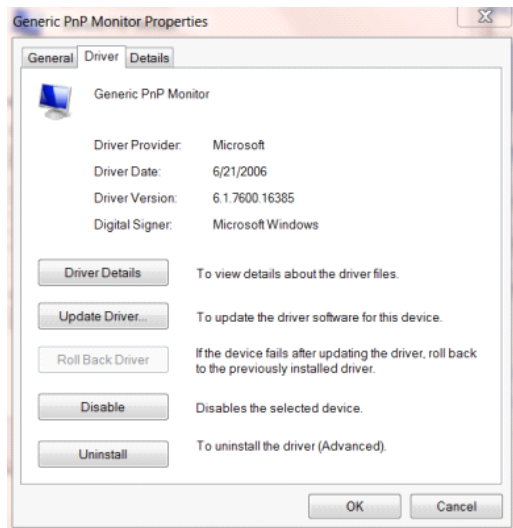 Generic PnP Monitor Properties
General Driver Details
Generic PnP Monitor
Driver Provider: Microsoft
Driver Date: 6/21/2006
Driver Version: 6.1.7600.16385
Digital Signer: Microsoft Windows
Driver Details To view details about the driver files.
Update Driver... To update the driver software for this device.
Roll Back Driver If the device fails after updating the driver, roll back
to the previously installed driver.
Disable Disables the selected device.
Uninstall To uninstall the driver (Advanced).
OK Cancel